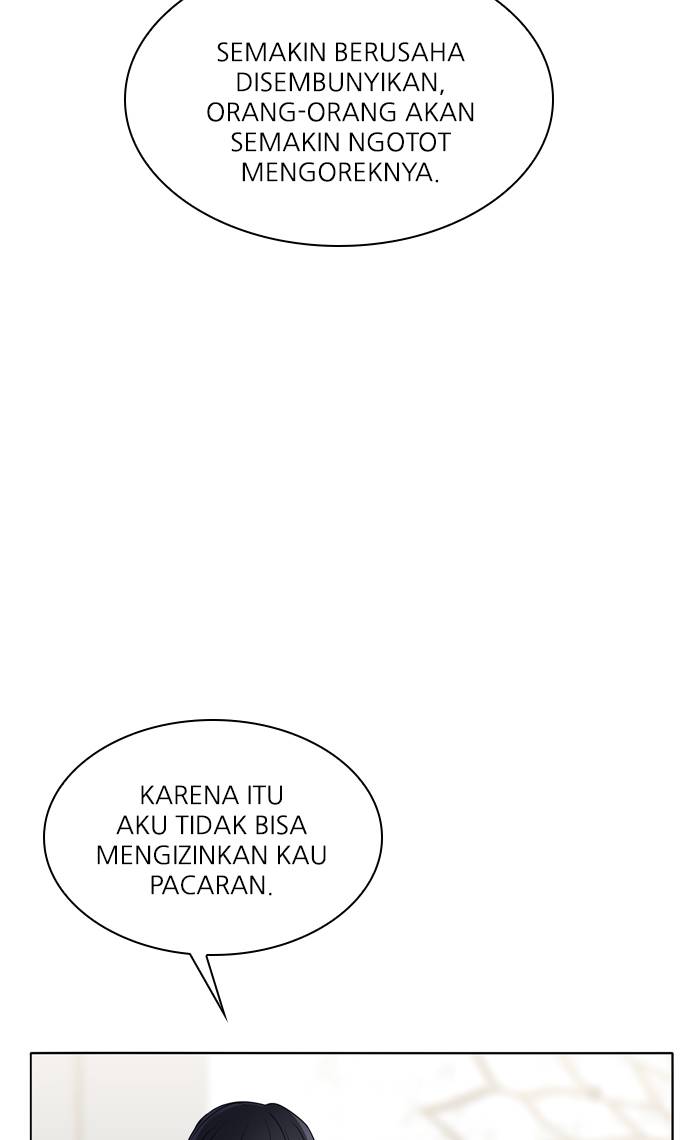 SEMAKIN BERUSAHA
DISEMBUNYIKAN,
ORANG-ORANG AKAN
SEMAKIN NGOTOT
MENGOREKNYA.
KARENA ITU
AKU TIDAK BISA
MENGIZINKAN KAU
PACARAN.